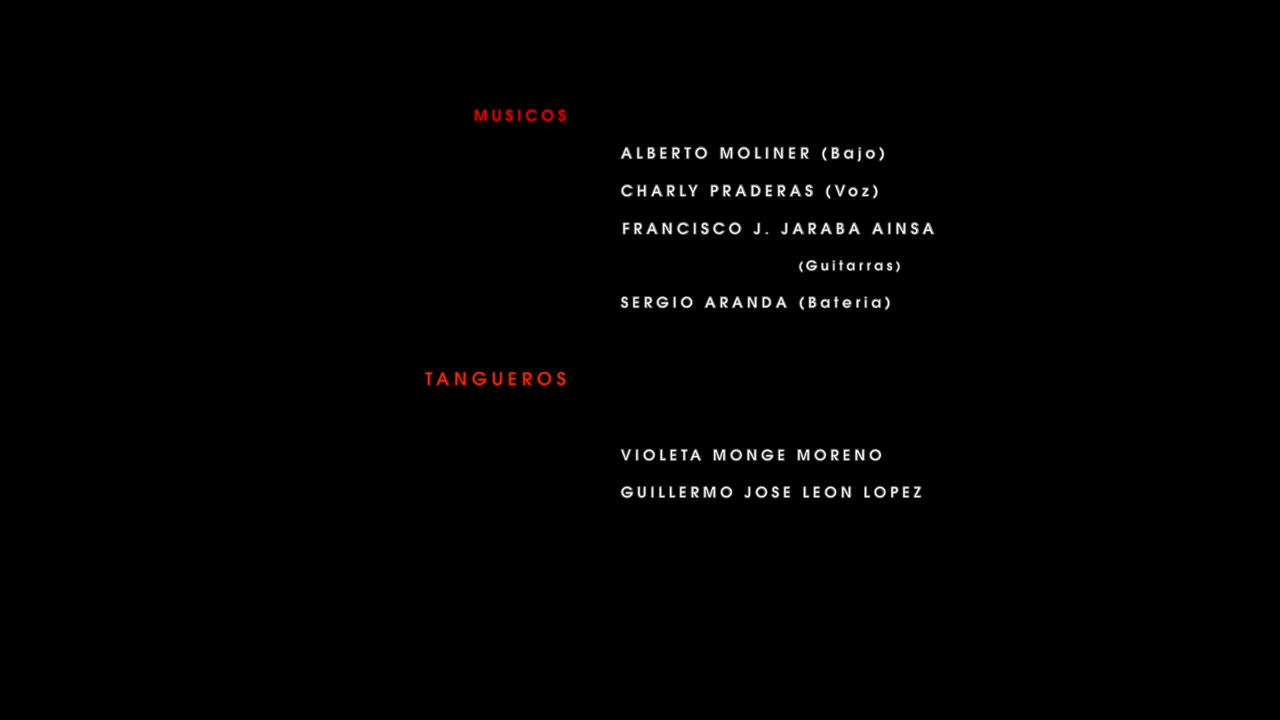 MUSICOS
ALBERTO MOLINER (Bajo)
CHARLY PRADERAS (Voz)
FRANCISCO J. JARABA AINSA
(Guitarras)
SERGIO ARANDA (Bateria)
TANGUEROS
VIOLETA MONGE MORENO
GUILLERMO JOSE LEON LOPEZ